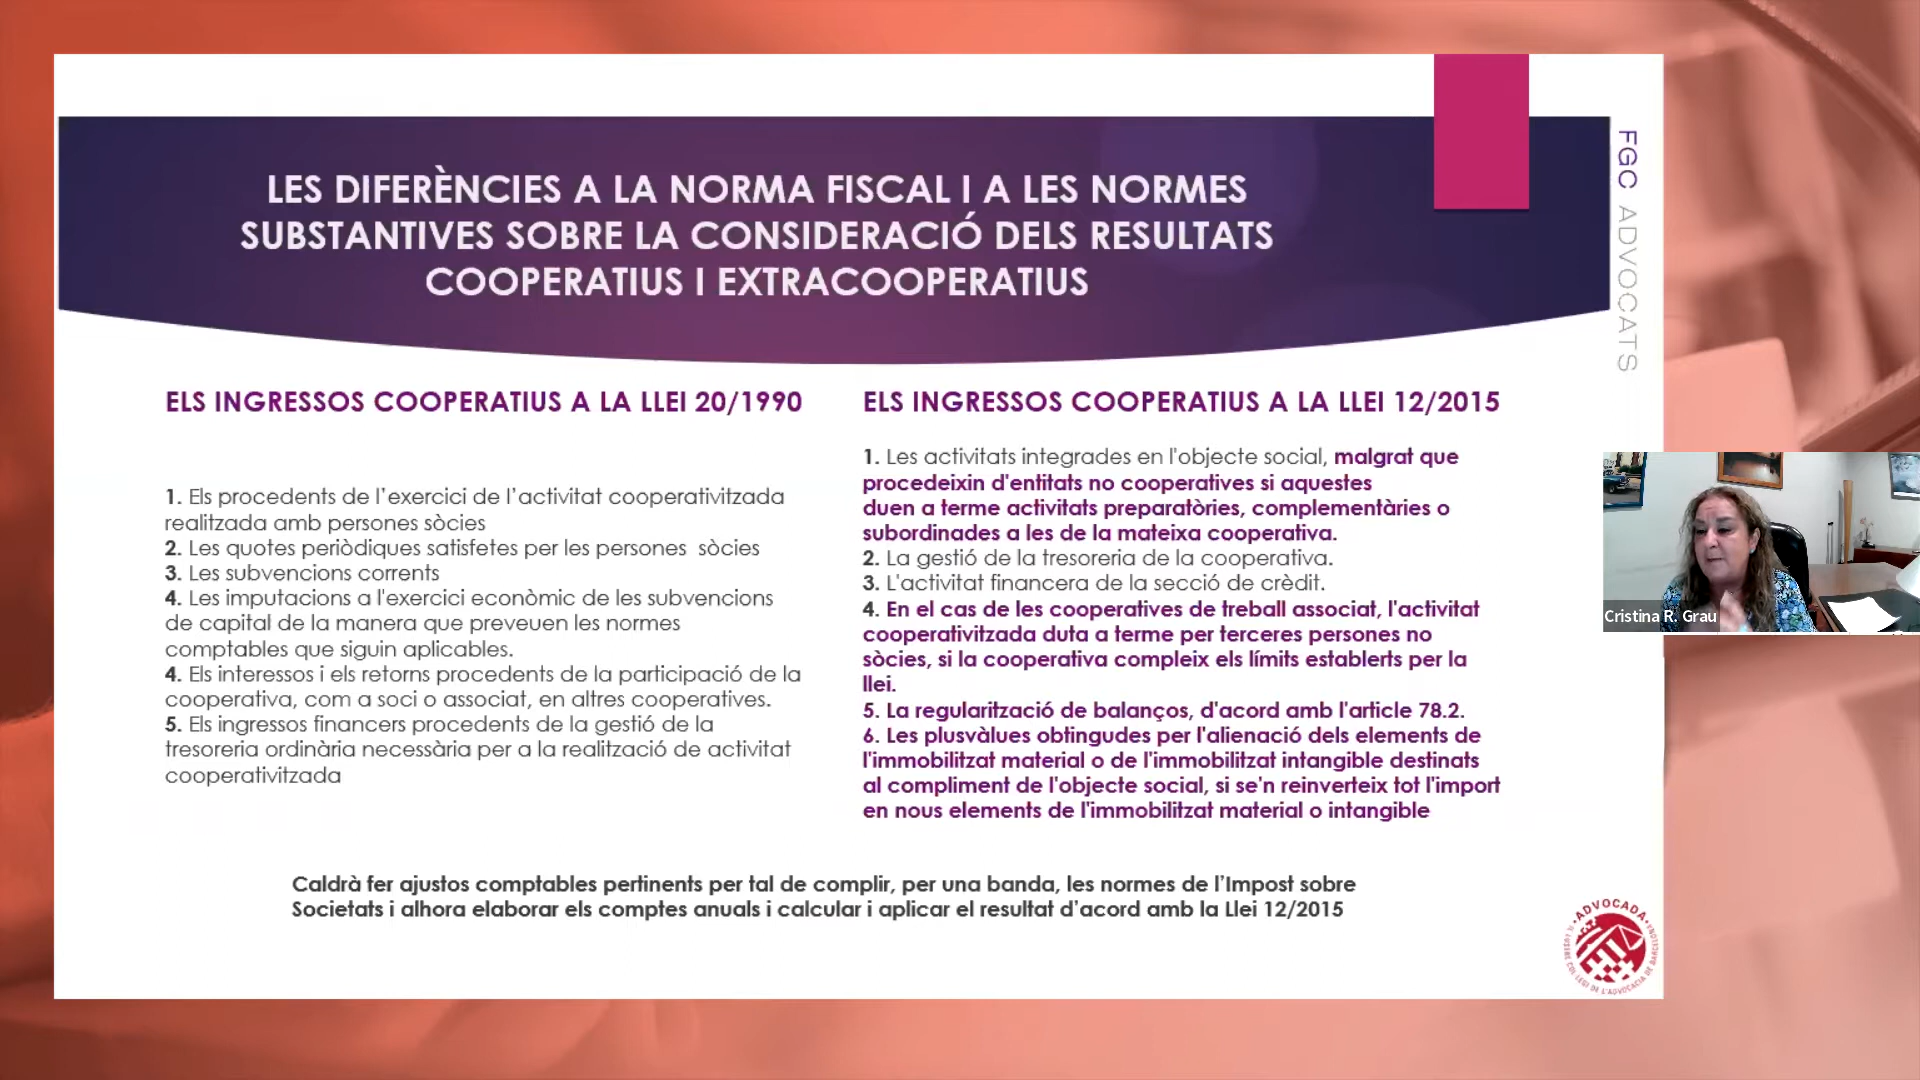 LES DIFERÈNCIES A LA NORMA FISCAL I A LES NORMES
SUBSTANTIVES SOBRE LA CONSIDERACIÓ DELS RESULTATS
COOPERATIUS I EXTRACOOPERATIUS
FGC ADVOCATS
ELS INGRESSOS COOPERATIUS A LA LLEI 20/1990
1. Els procedents de l'exercici de l'activitat cooperativitzada
realitzada amb persones sòcies
2. Les quotes periòdiques satisfetes per les persones sòcies
3. Les subvencions corrents
4. Les imputacions a l'exercici econòmic de les subvencions
de capital de la manera que preveuen les normes
comptables que siguin aplicables.
4. Els interessos i els retorns procedents de la participació de la
cooperativa, com a soci o associat, en altres cooperatives.
5. Els ingressos financers procedents de la gestió de la
tresoreria ordinària necessària per a la realització de activitat
cooperativitzada
ELS INGRESSOS COOPERATIUS A LA LLEI 12/2015
1. Les activitats integrades en l'objecte social, malgrat que
procedeixin d'entitats no cooperatives si aquestes
duen a terme activitats preparatòries, complementàries o
subordinades a les de la mateixa cooperativa.
2. La gestió de la tresoreria de la cooperativa.
3. L'activitat financera de la secció de crèdit.
4. En el cas de les cooperatives de treball associat, l'activitat
cooperativitzada duta a terme per terceres persones no
sòcies, si la cooperativa compleix els límits establerts per la
llei.
5. La regularització de balanços, d'acord amb l'article 78.2.
6. Les plusvàlues obtingudes per l'alienació dels elements de
l'immobilitzat material o de l'immobilitzat intangible destinats
al compliment de l'objecte social, si se'n reinverteix tot l'import
en nous elements de l'immobilitzat material o intangible
Caldrà fer ajustos comptables pertinents per tal de complir, per una banda, les normes de l'Impost sobre
Societats i alhora elaborar els comptes anuals i calcular i aplicar el resultat d'acord amb la Llei 12/2015
Cristina R. Grau
ADVOCADA
COL·LEGI DE L'ADVOCACIA DE BARCELONA